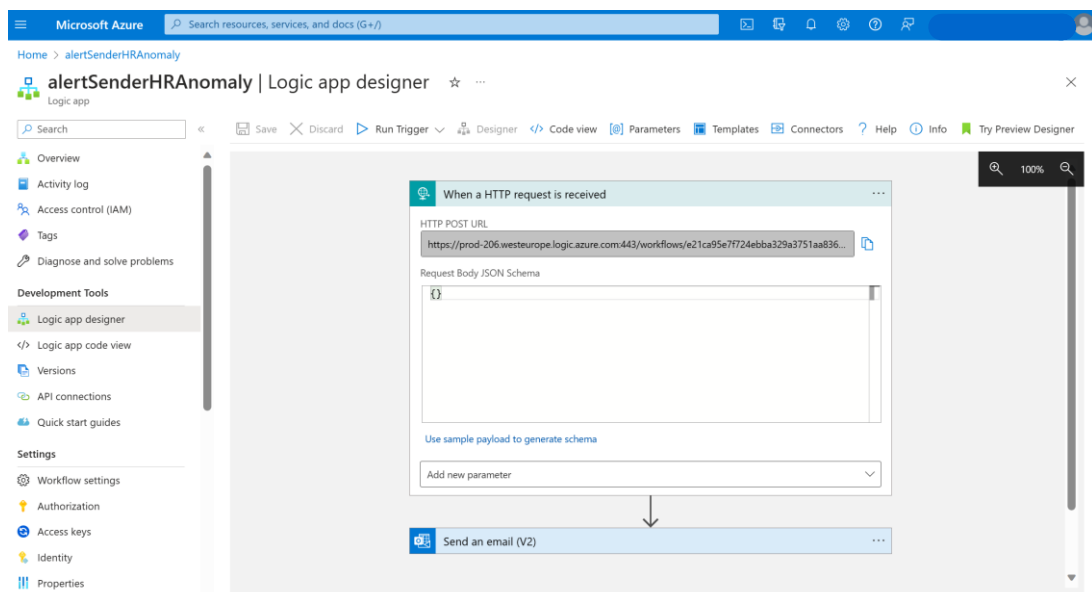 Microsoft Azure
Search resources, services, and docs (G+/)
Home > alertSenderHRAnomaly
alertSenderHRAnomaly | Logic app designer
Logic app
Search
Save Discard Run Trigger Designer Code view Parameters Templates Connectors Help Info Try Preview Designer
Overview
Activity log
Access control (IAM)
Tags
Diagnose and solve problems
Development Tools
Logic app designer
Logic app code view
Versions
API connections
Quick start guides
Settings
Workflow settings
Authorization
Access keys
Identity
Properties
100%
When a HTTP request is received
HTTP POST URL
https://prod-206.westeurope.logic.azure.com:443/workflows/e21ca95e7f724ebba329a3751aa836...
Request Body JSON Schema
{}
Use sample payload to generate schema
Add new parameter
Send an email (V2)